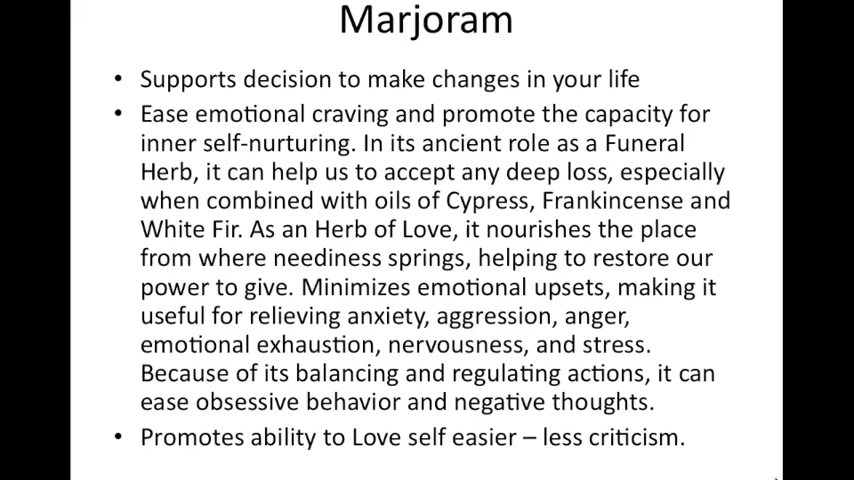 Marjoram
• Supports decision to make changes in your life
• Ease emotional craving and promote the capacity for
inner self-nurturing. In its ancient role as a Funeral
Herb, it can help us to accept any deep loss, especially
when combined with oils of Cypress, Frankincense and
White Fir. As an Herb of Love, it nourishes the place
from where neediness springs, helping to restore our
power to give. Minimizes emotional upsets, making it
useful for relieving anxiety, aggression, anger,
emotional exhaustion, nervousness, and stress.
Because of its balancing and regulating actions, it can
ease obsessive behavior and negative thoughts.
• Promotes ability to Love self easier – less criticism.